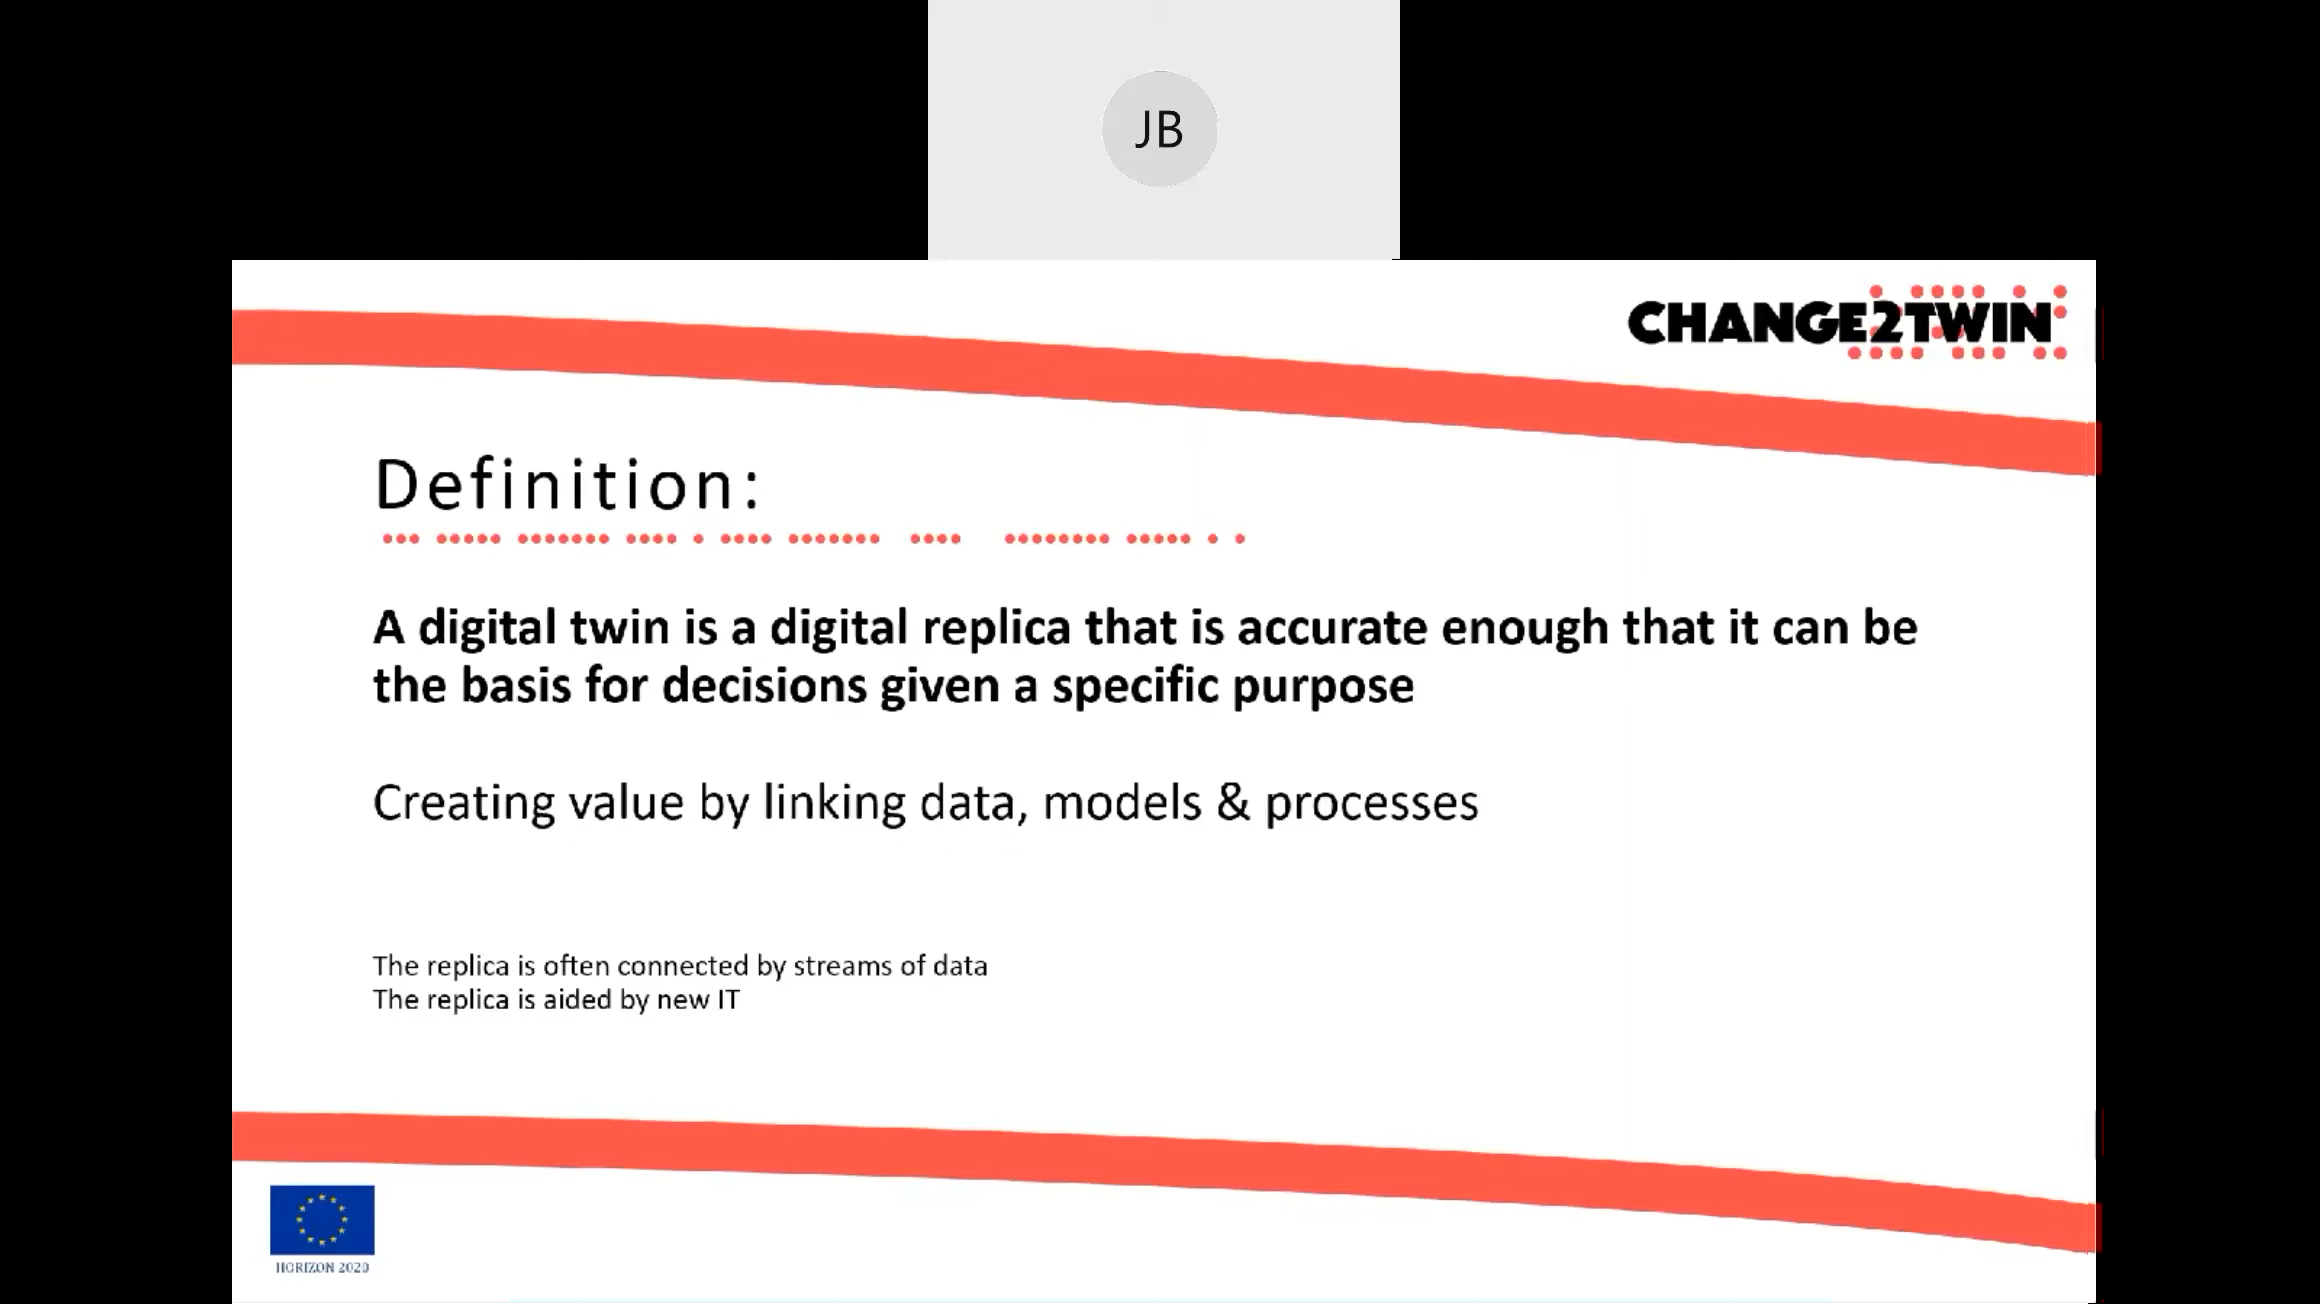 JB
CHANGE2TWIN
Definition:
A digital twin is a digital replica that is accurate enough that it can be
the basis for decisions given a specific purpose
Creating value by linking data, models & processes
The replica is often connected by streams of data
The replica is aided by new IT
HORIZON 2020